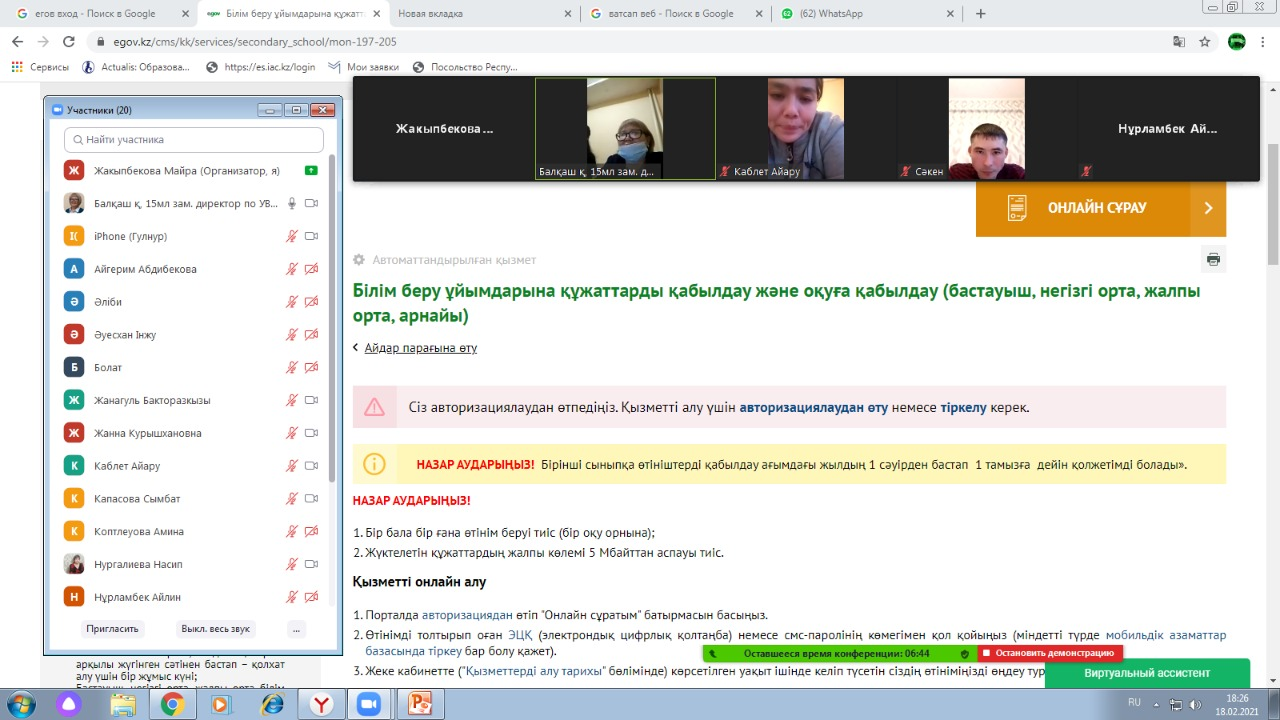 егов вход - Поиск в Google
Білім беру ұйымдарына құжатт
Новая вкладка
ватсап веб - Поиск в Google
(62) WhatsApp
egov.kz/cms/kk/services/secondary_school/mon-197-205
Сервисы
Actualis: Образова...
https://es.iac.kz/login
Мои заявки
Посольство Респу...
Участники (20)
Найти участника
Жакыпбекова Майра (Организатор, я)
Балқаш қ, 15мл зам. директор по УВ...
iPhone (Гулнур)
Айгерим Абдибекова
Әліби
Әуесхан Інжу
Болат
Жанагуль Бакторазкызы
Жанна Курышхановна
Каблет Айару
Капасова Сымбат
Коптлеуова Амина
Нургалиева Насип
Нұрламбек Айлин
Пригласить
Выкл. весь звук
...
Жакыпбекова...
Балқаш қ, 15мл зам. д...
Каблет Айару
Сәкен
Нұрламбек Ай...
ОНЛАЙН СҰРАУ
Автоматтандырылған қызмет
Білім беру ұйымдарына құжаттарды қабылдау және оқуға қабылдау (бастауыш, негізгі орта, жалпы
орта, арнайы)
Айдар парағына өту
Сіз авторизациялаудан өтпедіңіз. Қызметті алу үшін авторизациялаудан өту немесе тіркелу керек.
НАЗАР АУДАРЫҢЫЗ! Бірінші сыныпқа өтініштерді қабылдау ағымдағы жылдың 1 сәуірден бастап 1 тамызға дейін қолжетімді болады».
НАЗАР АУДАРЫҢЫЗ!
1. Бір бала бір ғана өтінім беруі тиіс (бір оқу орнына);
2. Жүктелетін құжаттардың жалпы көлемі 5 Мбайттан аспауы тиіс.
Қызметті онлайн алу
1. Порталда авторизациядан өтіп "Онлайн сұратым" батырмасын басыңыз.
2. Өтінімді толтырып оған ЭЦҚ (электрондық цифрлық қолтаңба) немесе смс-паролінің көмегімен қол қойыңыз (міндетті түрде мобильдік азаматтар
базасында тіркеу бар болу қажет).
3. Жеке кабинетте ("Қызметтерді алу тарихы" бөлімінде) көрсетілген уақыт ішінде келіп түсетін сіздің өтініміңізді өңдеу тур
Оставшееся время конференции: 06:44
Остановить демонстрацию
Виртуальный ассистент
арқылы жүгінген сәтінен бастап – қолхат
алу үшін бір жұмыс күні;
RU
18:26
18.02.2021